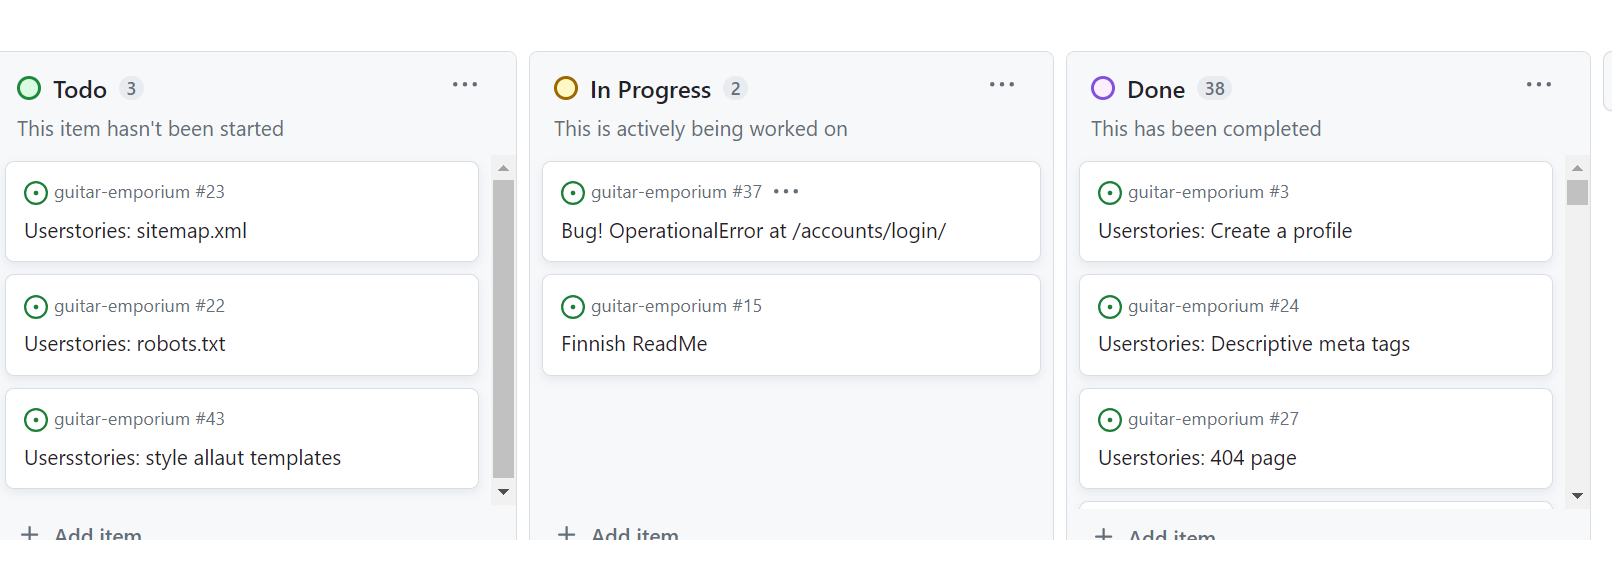 Todo 3
This item hasn't been started
guitar-emporium #23
Userstories: sitemap.xml
guitar-emporium #22
Userstories: robots.txt
guitar-emporium #43
Usersstories: style allaut templates
+ Add item
In Progress 2
This is actively being worked on
guitar-emporium #37
Bug! OperationalError at /accounts/login/
guitar-emporium #15
Finnish ReadMe
+ Add item
Done 38
This has been completed
guitar-emporium #3
Userstories: Create a profile
guitar-emporium #24
Userstories: Descriptive meta tags
guitar-emporium #27
Userstories: 404 page
+ Add item